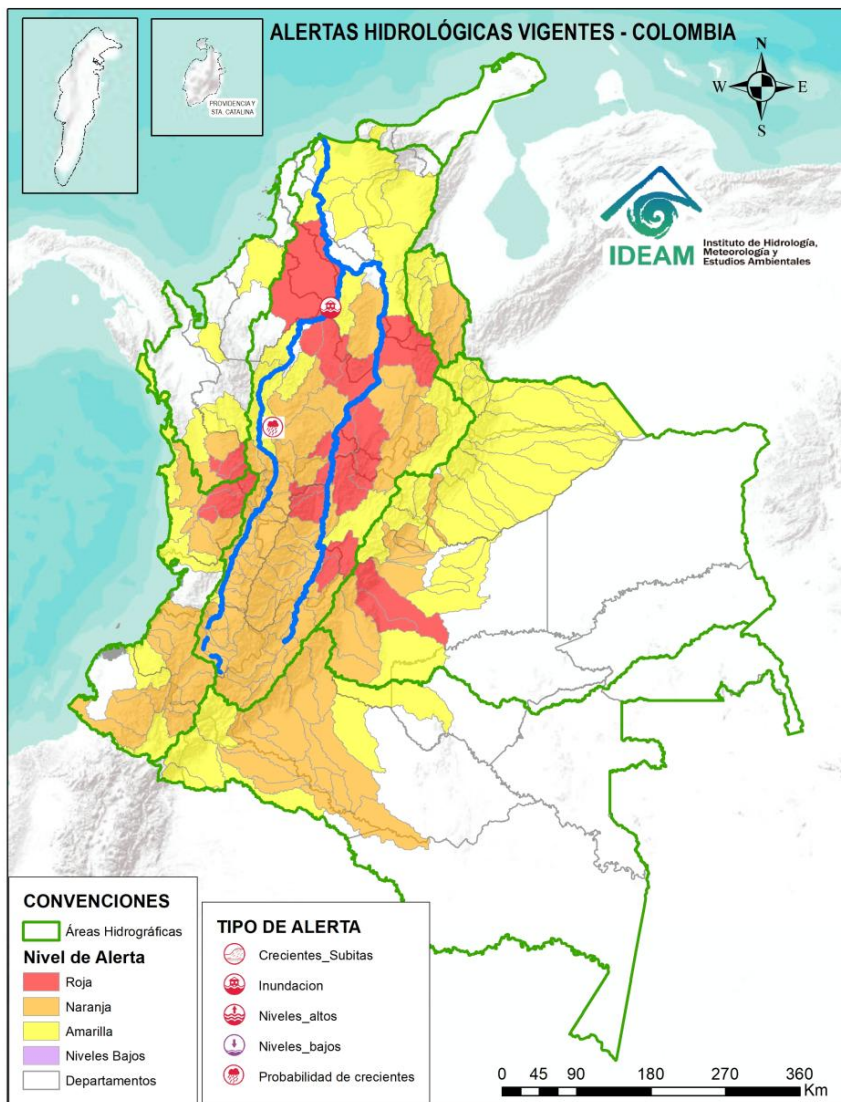 ALERTAS HIDROLÓGICAS VIGENTES - COLOMBIA
PROVIDENCIA Y
STA. CATALINA
N
W
E
S
IDEAM
Instituto de Hidrología,
Meteorología y
Estudios Ambientales
CONVENCIONES
Áreas Hidrográficas
Nivel de Alerta
Roja
Naranja
Amarilla
Niveles Bajos
Departamentos
TIPO DE ALERTA
Crecientes_Subitas
Inundacion
Niveles_altos
Niveles_bajos
Probabilidad de crecientes
0 45 90 180 270 360
Km